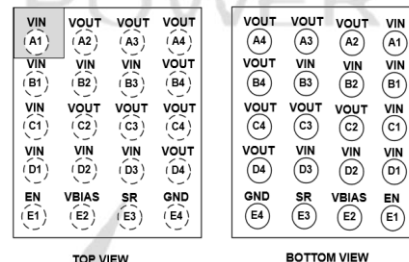 POWER
VIN VOUT VOUT VOUT
A1 A2 A3 A4
VIN VIN VIN VOUT
B1 B2 B3 B4
VIN VOUT VOUT VOUT
C1 C2 C3 C4
VIN VIN VIN VOUT
D1 D2 D3 D4
EN VBIAS SR GND
E1 E2 E3 E4
TOP VIEW
VOUT VOUT VOUT VIN
A4 A3 A2 A1
VOUT VIN VIN VIN
B4 B3 B2 B1
VOUT VOUT VOUT VIN
C4 C3 C2 C1
VOUT VIN VIN VIN
D4 D3 D2 D1
GND SR VBIAS EN
E4 E3 E2 E1
BOTTOM VIEW